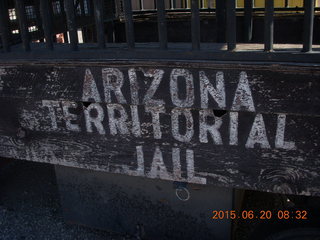 ARIZONA
TERRITORIAL
JAIL
2015.06.20 08:32